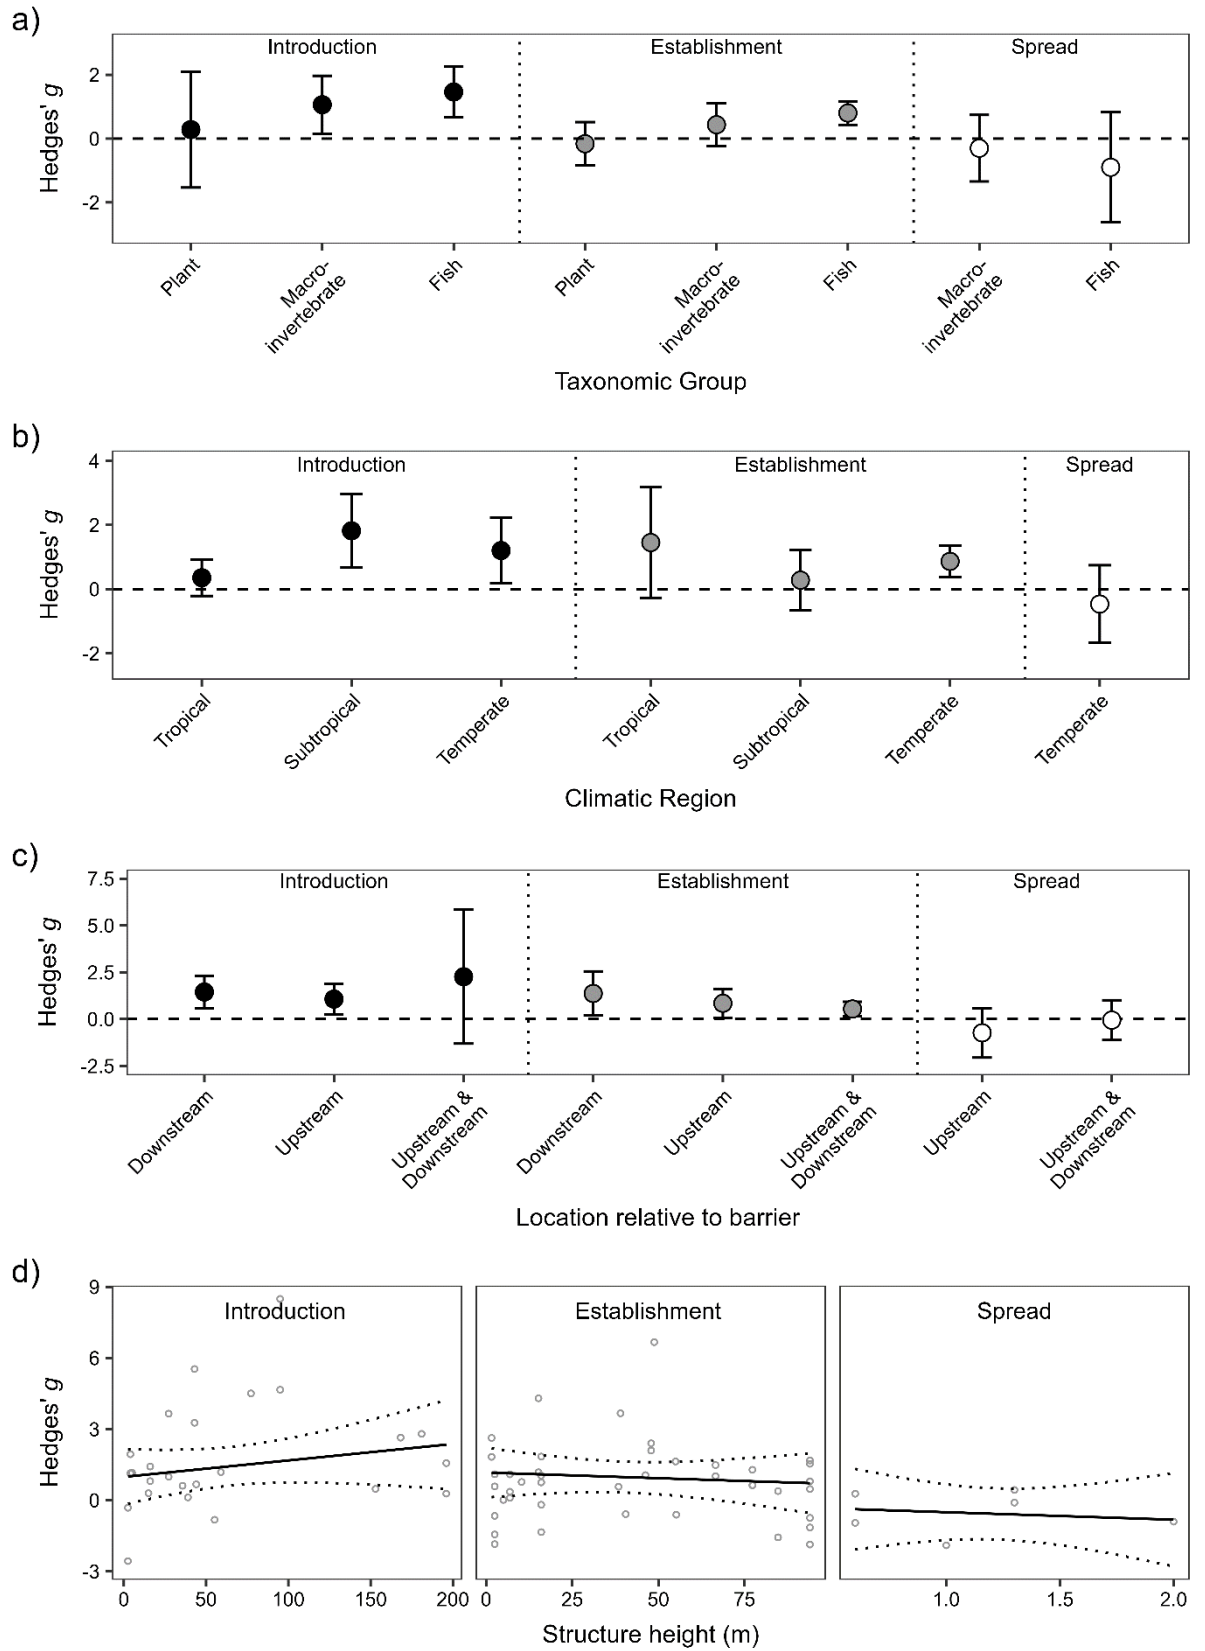 a)
Introduction
Establishment
Spread
Hedges' g
2
0
-2
Plant
Macro-
invertebrate
Fish
Plant
Macro-
invertebrate
Fish
Macro-
invertebrate
Fish
Taxonomic Group
b)
Introduction
Establishment
Spread
Hedges' g
4
2
0
-2
Tropical
Subtropical
Temperate
Tropical
Subtropical
Temperate
Temperate
Climatic Region
c)
Introduction
Establishment
Spread
Hedges' g
7.5
5.0
2.5
0.0
-2.5
Downstream
Upstream
Upstream &
Downstream
Downstream
Upstream
Upstream &
Downstream
Upstream
Upstream &
Downstream
Location relative to barrier
d)
Introduction
Establishment
Spread
Hedges' g
9
6
3
0
-3
0 50 100 150 200
0 25 50 75
1.0 1.5 2.0
Structure height (m)